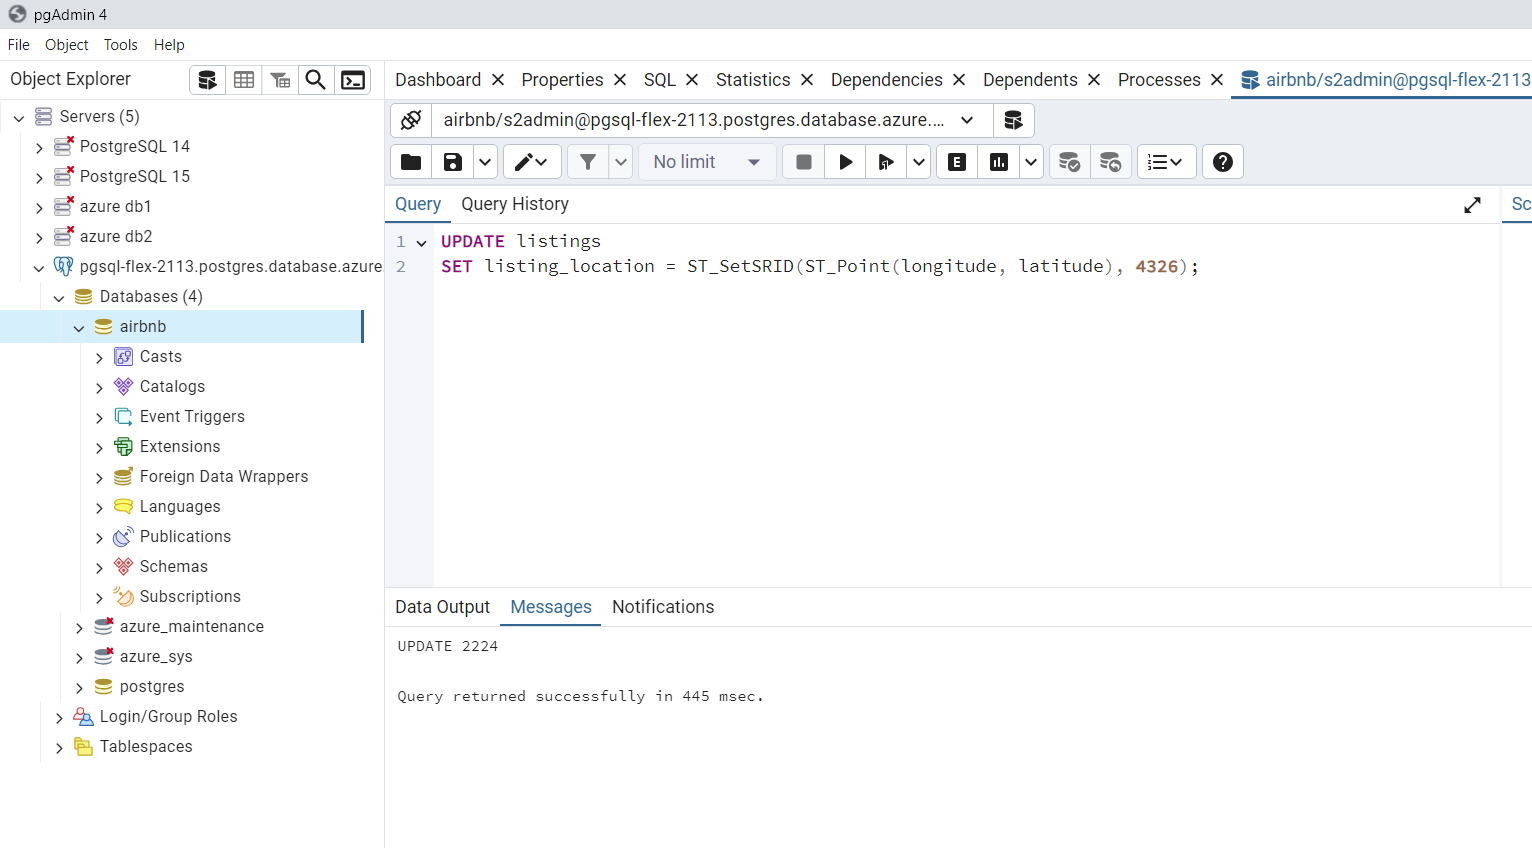 pgAdmin 4
File Object Tools Help
Object Explorer
Servers (5)
PostgreSQL 14
PostgreSQL 15
azure db1
azure db2
pgsql-flex-2113.postgres.database.azure.
Databases (4)
airbnb
Casts
Catalogs
Event Triggers
Extensions
Foreign Data Wrappers
Languages
Publications
Schemas
Subscriptions
azure_maintenance
azure_sys
postgres
Login/Group Roles
Tablespaces
Dashboard Properties SQL Statistics Dependencies Dependents Processes airbnb/s2admin@pgsql-flex-2113
airbnb/s2admin@pgsql-flex-2113.postgres.database.azure....
No limit E
Query Query History Sc
1 UPDATE listings
2 SET listing_location = ST_SetSRID(ST_Point(longitude, latitude), 4326);
Data Output Messages Notifications
UPDATE 2224
Query returned successfully in 445 msec.